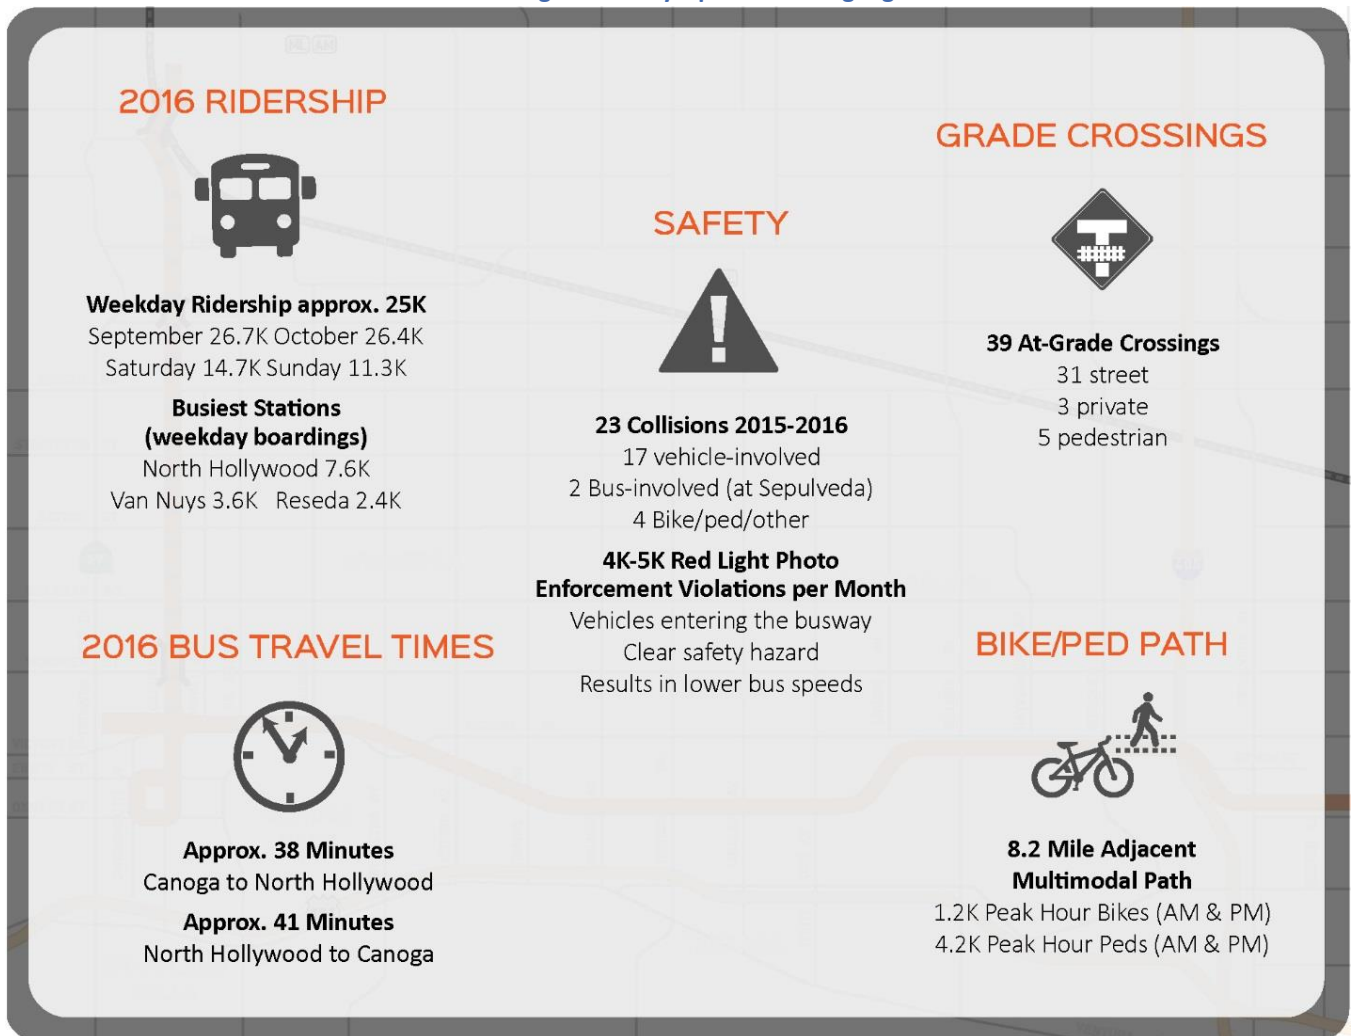 2016 RIDERSHIP
Weekday Ridership approx. 25K
September 26.7K October 26.4K
Saturday 14.7K Sunday 11.3K
Busiest Stations
(weekday boardings)
North Hollywood 7.6K
Van Nuys 3.6K Reseda 2.4K
2016 BUS TRAVEL TIMES
Approx. 38 Minutes
Canoga to North Hollywood
Approx. 41 Minutes
North Hollywood to Canoga
SAFETY
23 Collisions 2015-2016
17 vehicle-involved
2 Bus-involved (at Sepulveda)
4 Bike/ped/other
4K-5K Red Light Photo
Enforcement Violations per Month
Vehicles entering the busway
Clear safety hazard
Results in lower bus speeds
GRADE CROSSINGS
39 At-Grade Crossings
31 street
3 private
5 pedestrian
BIKE/PED PATH
8.2 Mile Adjacent
Multimodal Path
1.2K Peak Hour Bikes (AM & PM)
4.2K Peak Hour Peds (AM & PM)